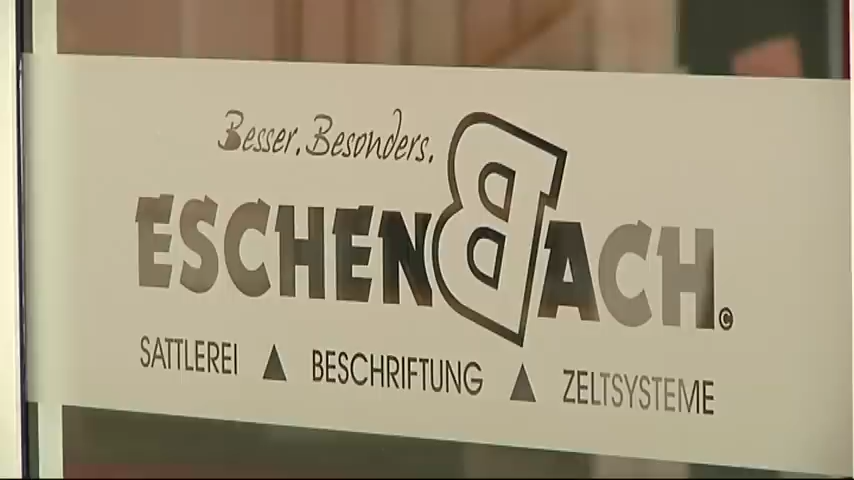 Besser. Besonders.
ESCHENBACH ©
SATTLEREI ▲ BESCHRIFTUNG ▲ ZELTSYSTEME